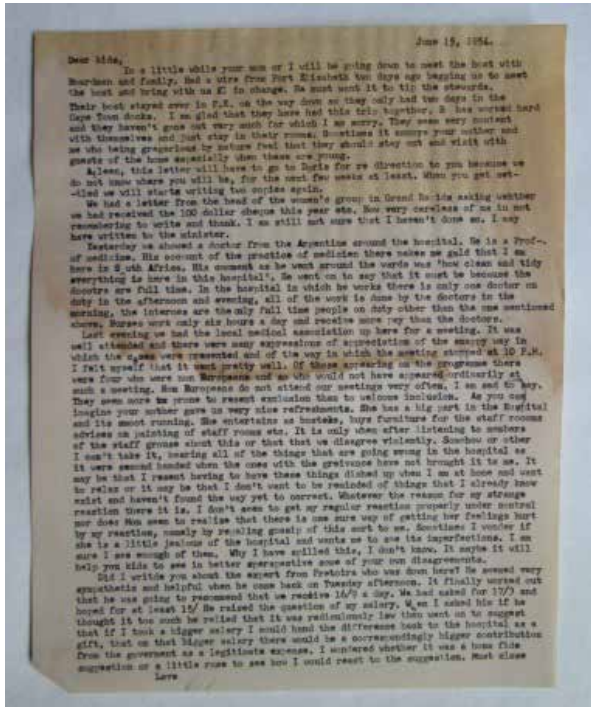 June 15, 1954.
Dear kids,
In a little while your mom or I will be going down to meet the boat with
Boardman and family. Had a wire from Port Elizabeth ten days ago begging us to meet
the boat and bring with us £5 in change. He must want it to tip the stewards.
Their boat stayed over in P.E. on the way down so they only had two days in the
Cape Town docks. I am glad that they have had this trip together. B has worked hard
and they haven't gone out very much for which I am sorry. They seem very content
with themselves and just stay in their rooms. Sometimes it annoys your mother and
me who being gregarious by nature feel that they should stay out and visit with
guests of the home especially when these are young.
this letter will have to go to Doris for re direction to you because we
do not know where you will be, for the next few weeks at least. When you get set-
-tled we will starts writing two copies again.
We had a letter from the head of the women's group in Grand Rapids asking wehther
we had received the 100 dollar cheque this year etc. How very careless of me in not
remembering to write and thank. I am still not sure that I haven't done so. I may
have written to the minister.
Yesterday we showed a doctor from the Argentine around the hospital. He is a Prof-.
of medicine. His account of the practice of medicien there makes me gald that I am
here in S uth Africa. His comment as he went around the wards was 'how clean and tidy
everything is here in this hospital'. He went on to say that it must be because the
docotrs are full time. In the hospital in which he works there is only one doctor on
duty in the afternoon and evening, all of the work is done by the doctors in the
morning, the internes are the only full time people on duty other than the one mentioned
above. Nurses work only six hours a day and receive more pay than the doctors.
Last evening we had the local medical association up here for a meeting. It was
well attended and there were many expressions of appreciation of the snappy way in
which the cases were presented and of the way in which the meeting stopped at 10 P.M.
I felt myself that it want pretty well. Of those appearing on the programme there
were four who were non Europeans and so who would not have appeared ordinarily at
such a meeting. Non Europeans do not attend our meetings very often, I am sad to say.
They seem more to prone to resent exclusion than to welcome inclusion. As you can
imagine your mother gave us very nice refreshments. She has a big part in the Hospital
and its smoot running. She entertains as hostess, buys furniture for the staff rooms
advises on painting of staff rooms etc. It is only when after listening to members
of the staff grouse about this or that that we disagree violently. Somehow or other
I can't take it, hearing all of the things that are going wrong in the hospital as
it were second handed when the ones with the greivance have not brought it to me. It
may be that I resent having to have these things dished up when I am at home and want
to relax or it may be that I don't want to be reminded of things that I already know
exist and haven't found the way yet to correct. Whatever the reason for my strange
reaction there it is. I don't seem to get my regular reaction properly under control
nor does Mom seem to realise that there is one sure way of getting her feelings hurt
by my reaction, namely by repaling gossip of this sort to me. Sometimes I wonder if
she is a little jealous of the hospital and wants me to see its imperfections. I am
sure I see enough of them. Why I have spilled this, I don't know. It maybe it will
help you kids to see in better sperspective some of your own disagreements.
Did I writde you about the expert from Pretoira who was down here? He seemed very
sympathetic and helpful when he come back on Tuesday afternoon. It finally worked out
that he was going to recommend that we receive 16/9 a day. We had asked for 17/3 and
hoped for at least 15/ He raised the question of my salary. W en I asked him if he
thought it too much he relied that it was rediculously low then went on to suggest
that if I took a bigger salary I would hand the difference back to the hospital as a
gift, that on that bigger salary there would be a correspondingly bigger contribution
from the goverment as a legitimate expense. I wondered whether it was a bona fide
suggestion or a little ruse to see how I would react to the suggestion. Must close
Love